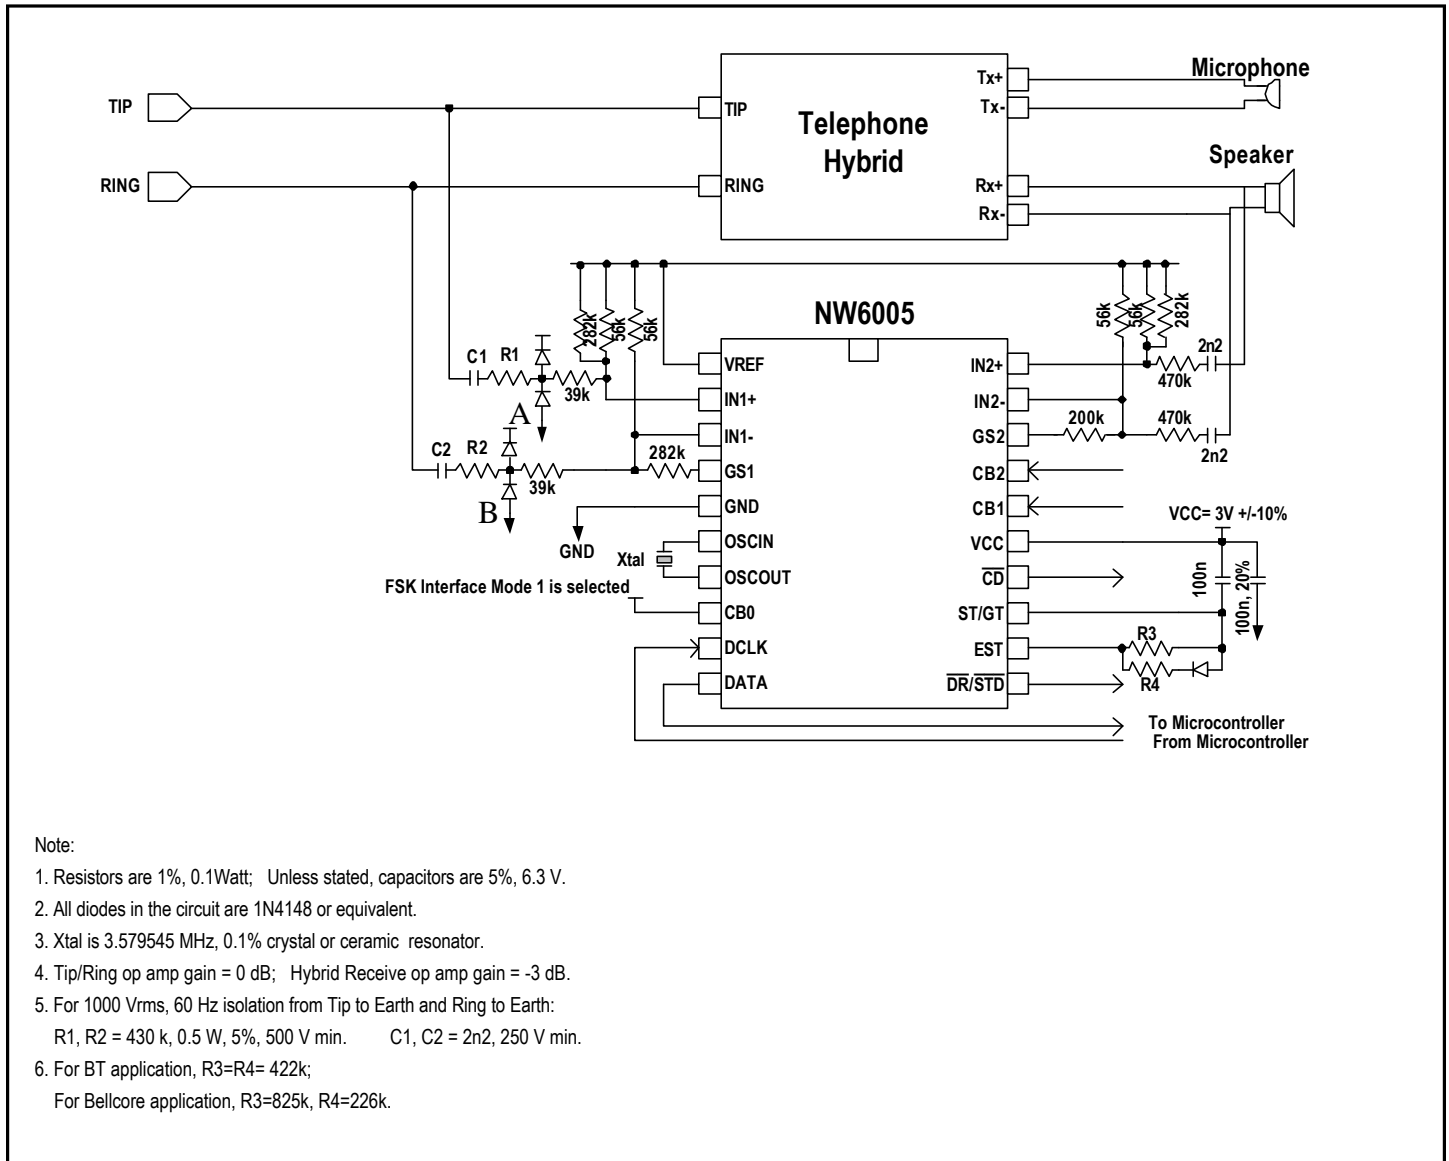 Microphone
Tx+
TIP
TIP
Tx-
Telephone
Hybrid
Speaker
RING
RING
Rx+
Rx-
282k
56k
56k
NW6005
56k
56k
282k
C1
R1
39k
VREF
IN2+
2n2
470k
A
IN1+
IN2-
C2
R2
39k
IN1-
GS2
200k
470k
2n2
282k
GS1
CB2
B
GND
CB1
VCC= 3V +/-10%
GND
OSCIN
VCC
Xtal
OSCOUT
CD
100n
100n, 20%
FSK Interface Mode 1 is selected
CB0
ST/GT
DCLK
EST
R3
R4
DATA
DR/STD
To Microcontroller
From Microcontroller
Note:
1. Resistors are 1%, 0.1Watt; Unless stated, capacitors are 5%, 6.3 V.
2. All diodes in the circuit are 1N4148 or equivalent.
3. Xtal is 3.579545 MHz, 0.1% crystal or ceramic resonator.
4. Tip/Ring op amp gain = 0 dB; Hybrid Receive op amp gain = -3 dB.
5. For 1000 Vrms, 60 Hz isolation from Tip to Earth and Ring to Earth:
R1, R2 = 430 k, 0.5 W, 5%, 500 V min. C1, C2 = 2n2, 250 V min.
6. For BT application, R3=R4= 422k;
For Bellcore application, R3=825k, R4=226k.